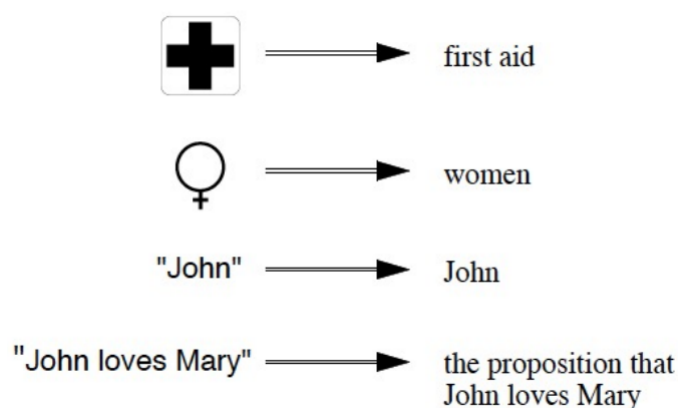 first aid
women
"John"
John
"John loves Mary"
the proposition that
John loves Mary